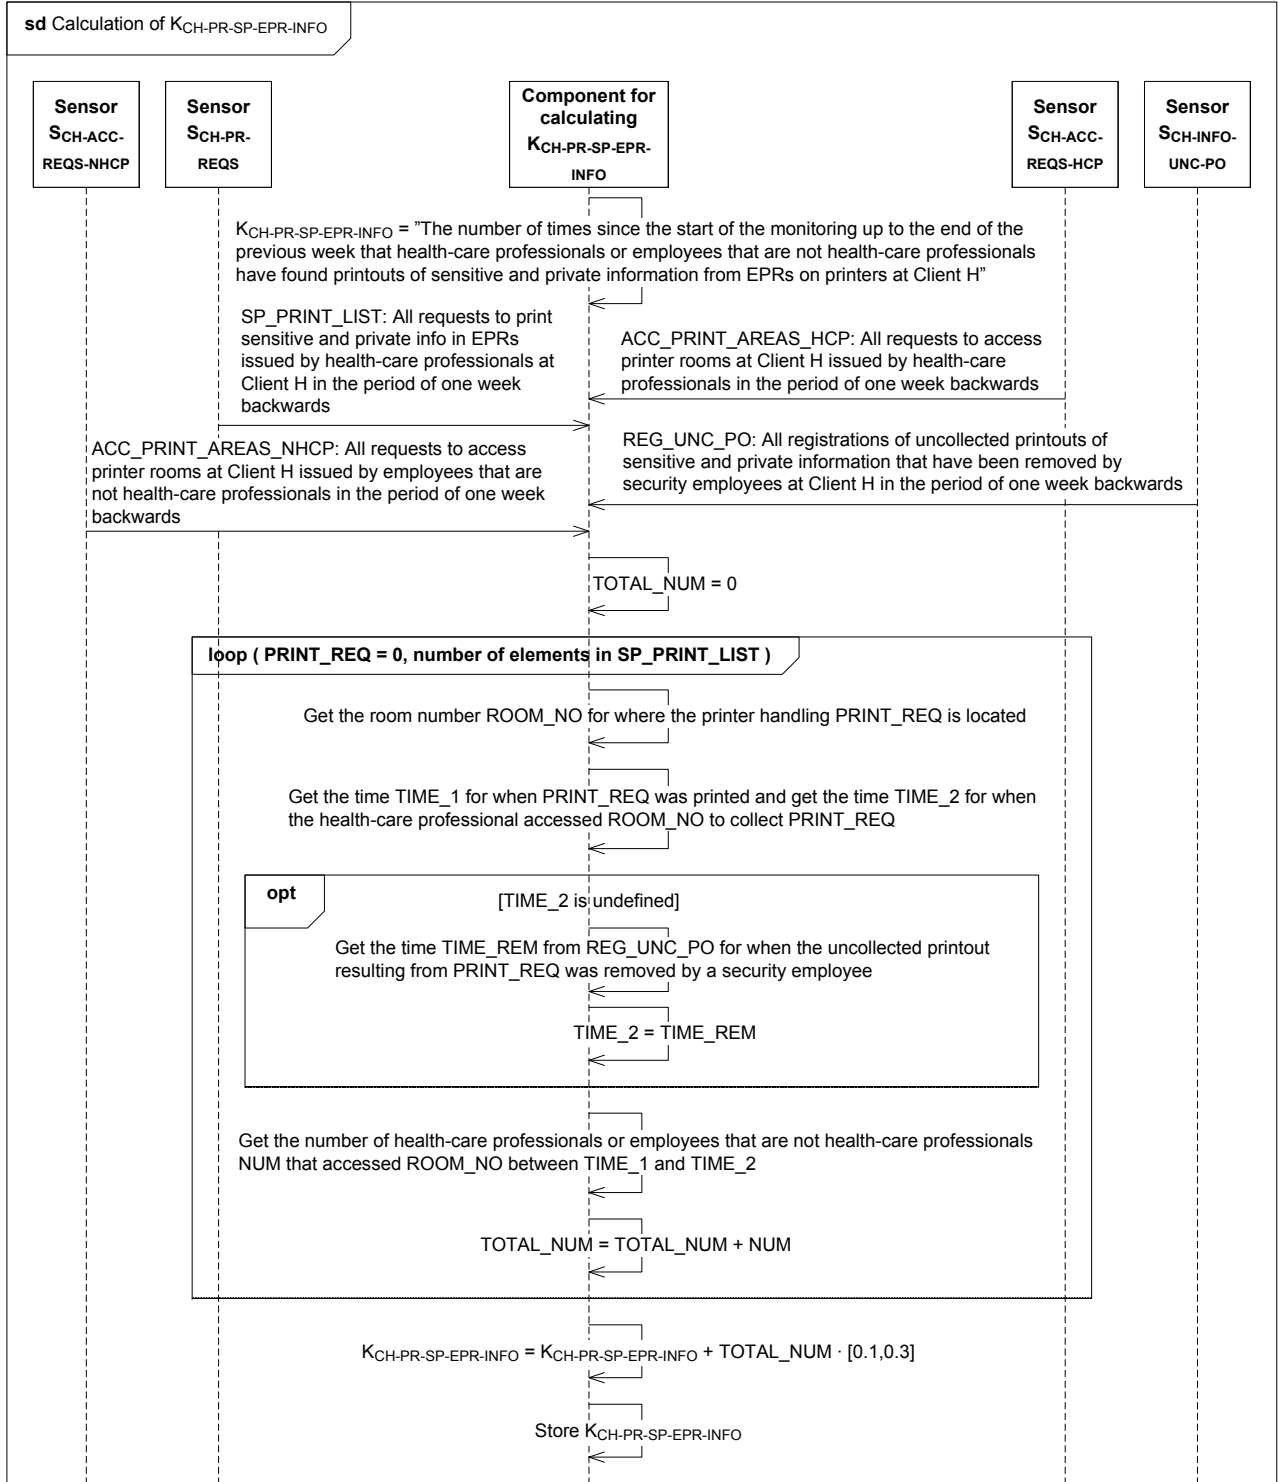 sd Calculation of KCH-PR-SP-EPR-INFO
Sensor
SCH-ACC-
REQS-NHCP
Sensor
SCH-PR-
REQS
Component for
calculating
KCH-PR-SP-EPR-
INFO
Sensor
SCH-ACC-
REQS-HCP
Sensor
SCH-INFO-
UNC-PO
KCH-PR-SP-EPR-INFO = ”The number of times since the start of the monitoring up to the end of the
previous week that health-care professionals or employees that are not health-care professionals
have found printouts of sensitive and private information from EPRs on printers at Client H”
SP_PRINT_LIST: All requests to print
sensitive and private info in EPRs
issued by health-care professionals at
Client H in the period of one week
backwards
ACC_PRINT_AREAS_HCP: All requests to access
printer rooms at Client H issued by health-care
professionals in the period of one week backwards
ACC_PRINT_AREAS_NHCP: All requests to access
printer rooms at Client H issued by employees that are
not health-care professionals in the period of one week
backwards
REG_UNC_PO: All registrations of uncollected printouts of
sensitive and private information that have been removed by
security employees at Client H in the period of one week backwards
TOTAL_NUM = 0
loop ( PRINT_REQ = 0, number of elements in SP_PRINT_LIST )
Get the room number ROOM_NO for where the printer handling PRINT_REQ is located
Get the time TIME_1 for when PRINT_REQ was printed and get the time TIME_2 for when
the health-care professional accessed ROOM_NO to collect PRINT_REQ
opt
[TIME_2 is undefined]
Get the time TIME_REM from REG_UNC_PO for when the uncollected printout
resulting from PRINT_REQ was removed by a security employee
TIME_2 = TIME_REM
Get the number of health-care professionals or employees that are not health-care professionals
NUM that accessed ROOM_NO between TIME_1 and TIME_2
TOTAL_NUM = TOTAL_NUM + NUM
KCH-PR-SP-EPR-INFO = KCH-PR-SP-EPR-INFO + TOTAL_NUM · [0.1,0.3]
Store KCH-PR-SP-EPR-INFO